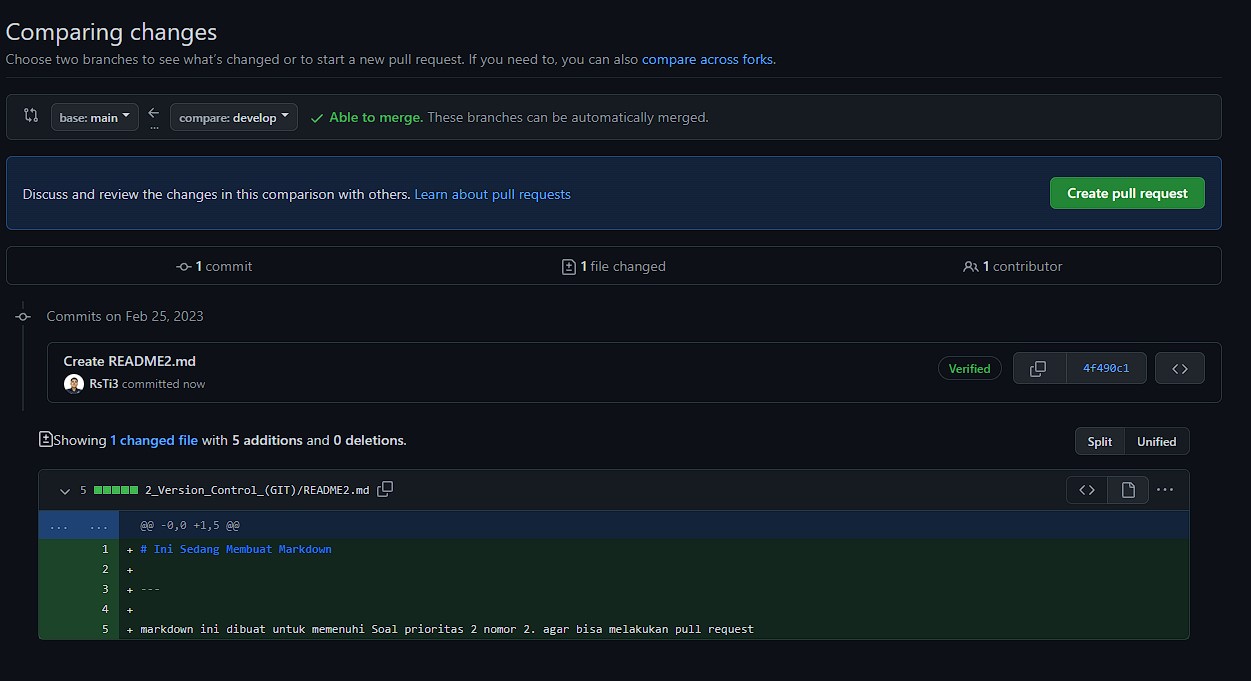 Comparing changes
Choose two branches to see what's changed or to start a new pull request. If you need to, you can also compare across forks.
base: main ← compare: develop ✓ Able to merge. These branches can be automatically merged.
...
Discuss and review the changes in this comparison with others. Learn about pull requests Create pull request
1 commit 1 file changed 1 contributor
Commits on Feb 25, 2023
Create README2.md
RsTi3 committed now Verified 4f490c1 <>
Showing 1 changed file with 5 additions and 0 deletions. Split Unified
5 2_Version_Control_(GIT)/README2.md <> ...
... ... @@ -0,0 +1,5 @@
1 + # Ini Sedang Membuat Markdown
2 +
3 + ---
4 +
5 + markdown ini dibuat untuk memenuhi Soal prioritas 2 nomor 2. agar bisa melakukan pull request